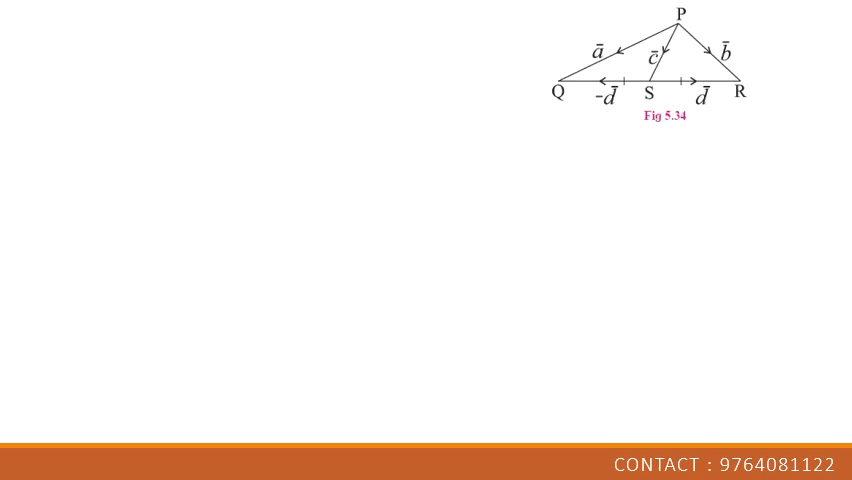 P
ā c̄ b̄
Q -d̄ S d̄ R
Fig 5.34
CONTACT : 9764081122